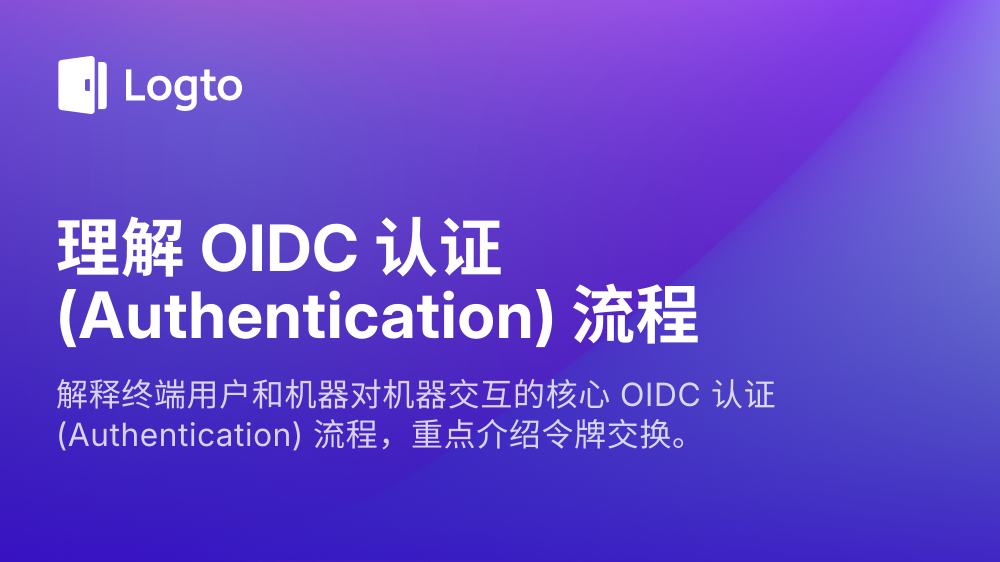 Logto
理解 OIDC 认证
(Authentication) 流程
解释终端用户和机器对机器交互的核心 OIDC 认证
(Authentication) 流程，重点介绍令牌交换。